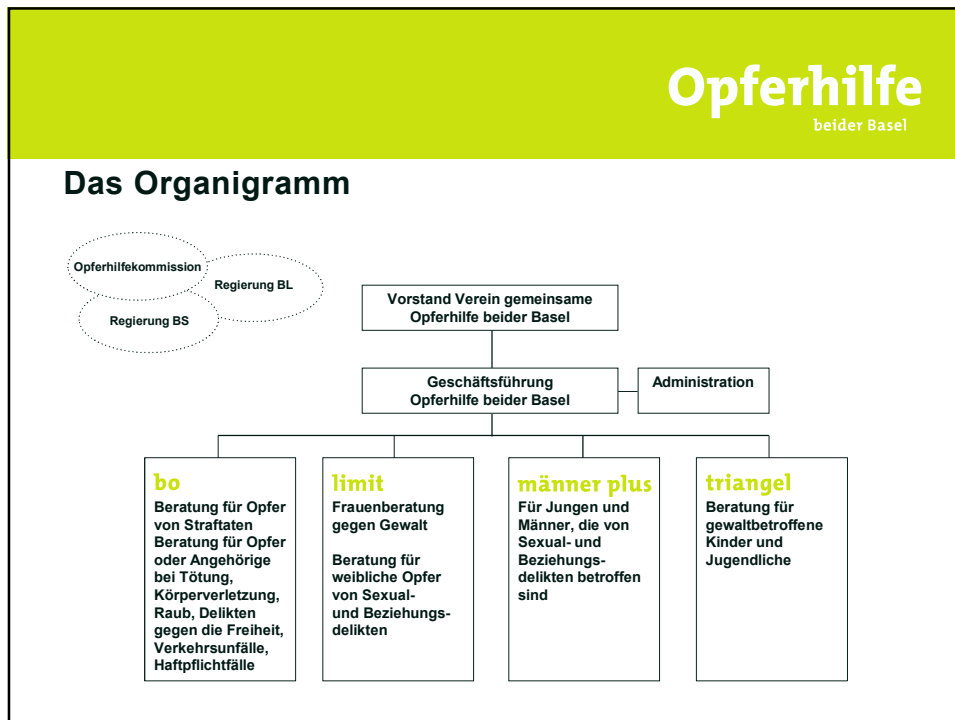 Opferhilfe
beider Basel
Das Organigramm
Opferhilfekommission
Regierung BL
Regierung BS
Vorstand Verein gemeinsame
Opferhilfe beider Basel
Geschäftsführung
Opferhilfe beider Basel
Administration
bo
Beratung für Opfer
von Straftaten
Beratung für Opfer
oder Angehörige
bei Tötung,
Körperverletzung,
Raub, Delikten
gegen die Freiheit,
Verkehrsunfälle,
Haftpflichtfälle
limit
Frauenberatung
gegen Gewalt
Beratung für
weibliche Opfer
von Sexual-
und Beziehungs-
delikten
männer plus
Für Jungen und
Männer, die von
Sexual- und
Beziehungs-
delikten betroffen
sind
triangel
Beratung für
gewaltbetroffene
Kinder und
Jugendliche